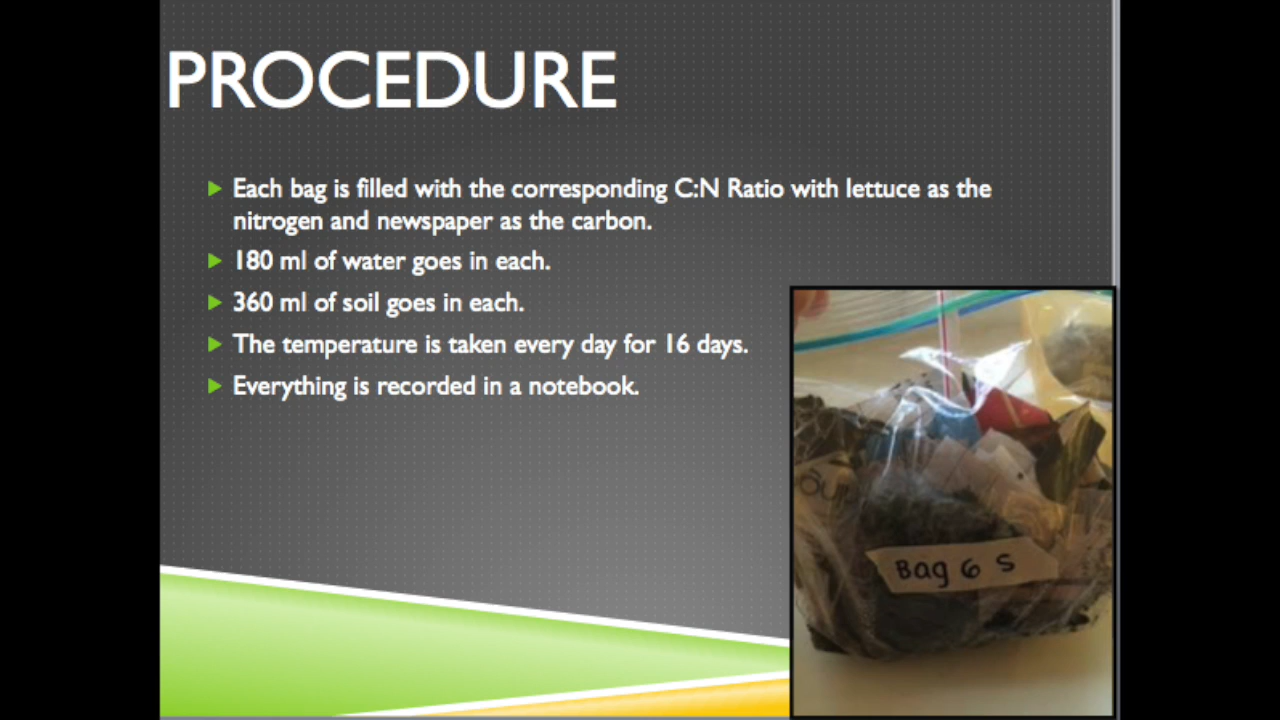 PROCEDURE
Each bag is filled with the corresponding C:N Ratio with lettuce as the
nitrogen and newspaper as the carbon.
180 ml of water goes in each.
360 ml of soil goes in each.
The temperature is taken every day for 16 days.
Everything is recorded in a notebook.
Bag 6 S